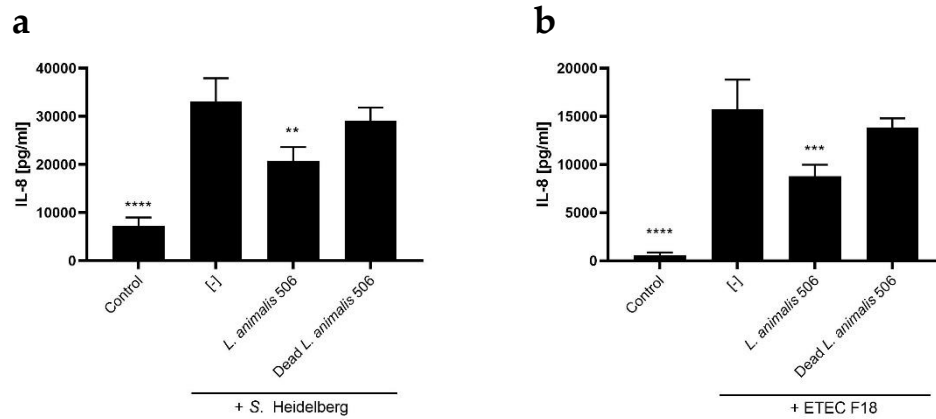 a
40000
30000
20000
10000
0
IL-8 [pg/ml]
****
**
Control
[-]
L. animalis 506
Dead L. animalis 506
+ S. Heidelberg
b
20000
15000
10000
5000
0
IL-8 [pg/ml]
****
***
Control
[-]
L. animalis 506
Dead L. animalis 506
+ ETEC F18